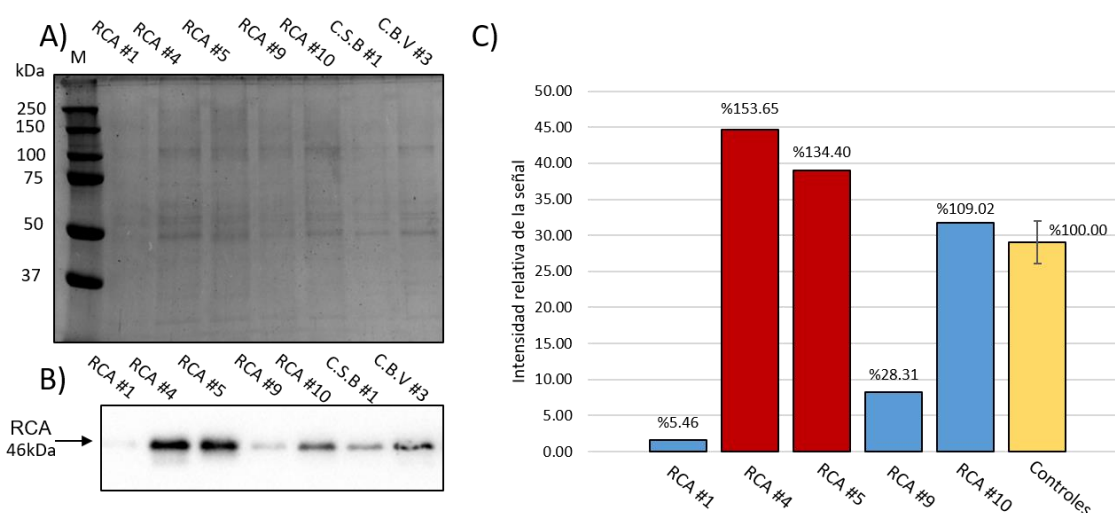 A)
M
RCA #1
RCA #4
RCA #5
RCA #9
RCA #10
C.S.B #1
C.B.V #3
kDa
250
150
100
75
50
37
B)
RCA #1
RCA #4
RCA #5
RCA #9
RCA #10
C.S.B #1
C.B.V #3
RCA
46kDa
C)
Intensidad relativa de la señal
50.00
45.00
40.00
35.00
30.00
25.00
20.00
15.00
10.00
5.00
0.00
%5.46
%153.65
%134.40
%28.31
%109.02
%100.00
RCA #1
RCA #4
RCA #5
RCA #9
RCA #10
Controles